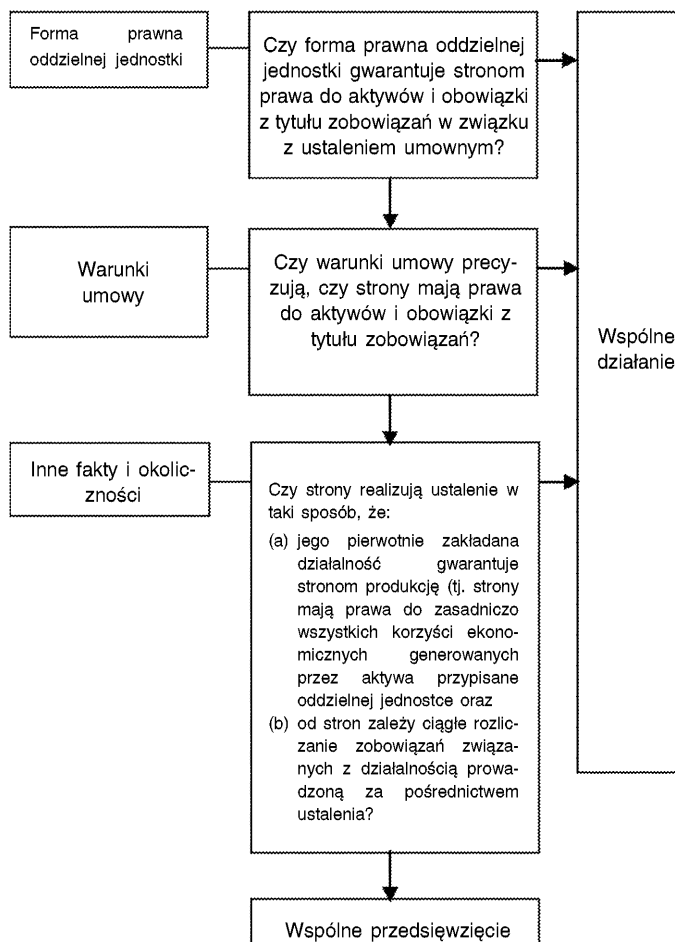 Forma prawna
oddzielnej jednostki
Czy forma prawna oddzielnej
jednostki gwarantuje stronom
prawa do aktywów i obowiązki
z tytułu zobowiązań w związku
z ustaleniem umownym?
Warunki
umowy
Czy warunki umowy precy-
zują, czy strony mają prawa
do aktywów i obowiązki z
tytułu zobowiązań?
Wspólne
działanie
Inne fakty i okolicz-
ności
Czy strony realizują ustalenie w
taki sposób, że:
(a) jego pierwotnie zakładana
działalność gwarantuje
stronom produkcję (tj. strony
mają prawa do zasadniczo
wszystkich korzyści ekono-
micznych generowanych
przez aktywa przypisane
oddzielnej jednostce oraz
(b) od stron zależy ciągłe rozli-
czanie zobowiązań związa-
nych z działalnością prowa-
dzoną za pośrednictwem
ustalenia?
Wspólne przedsięwzięcie